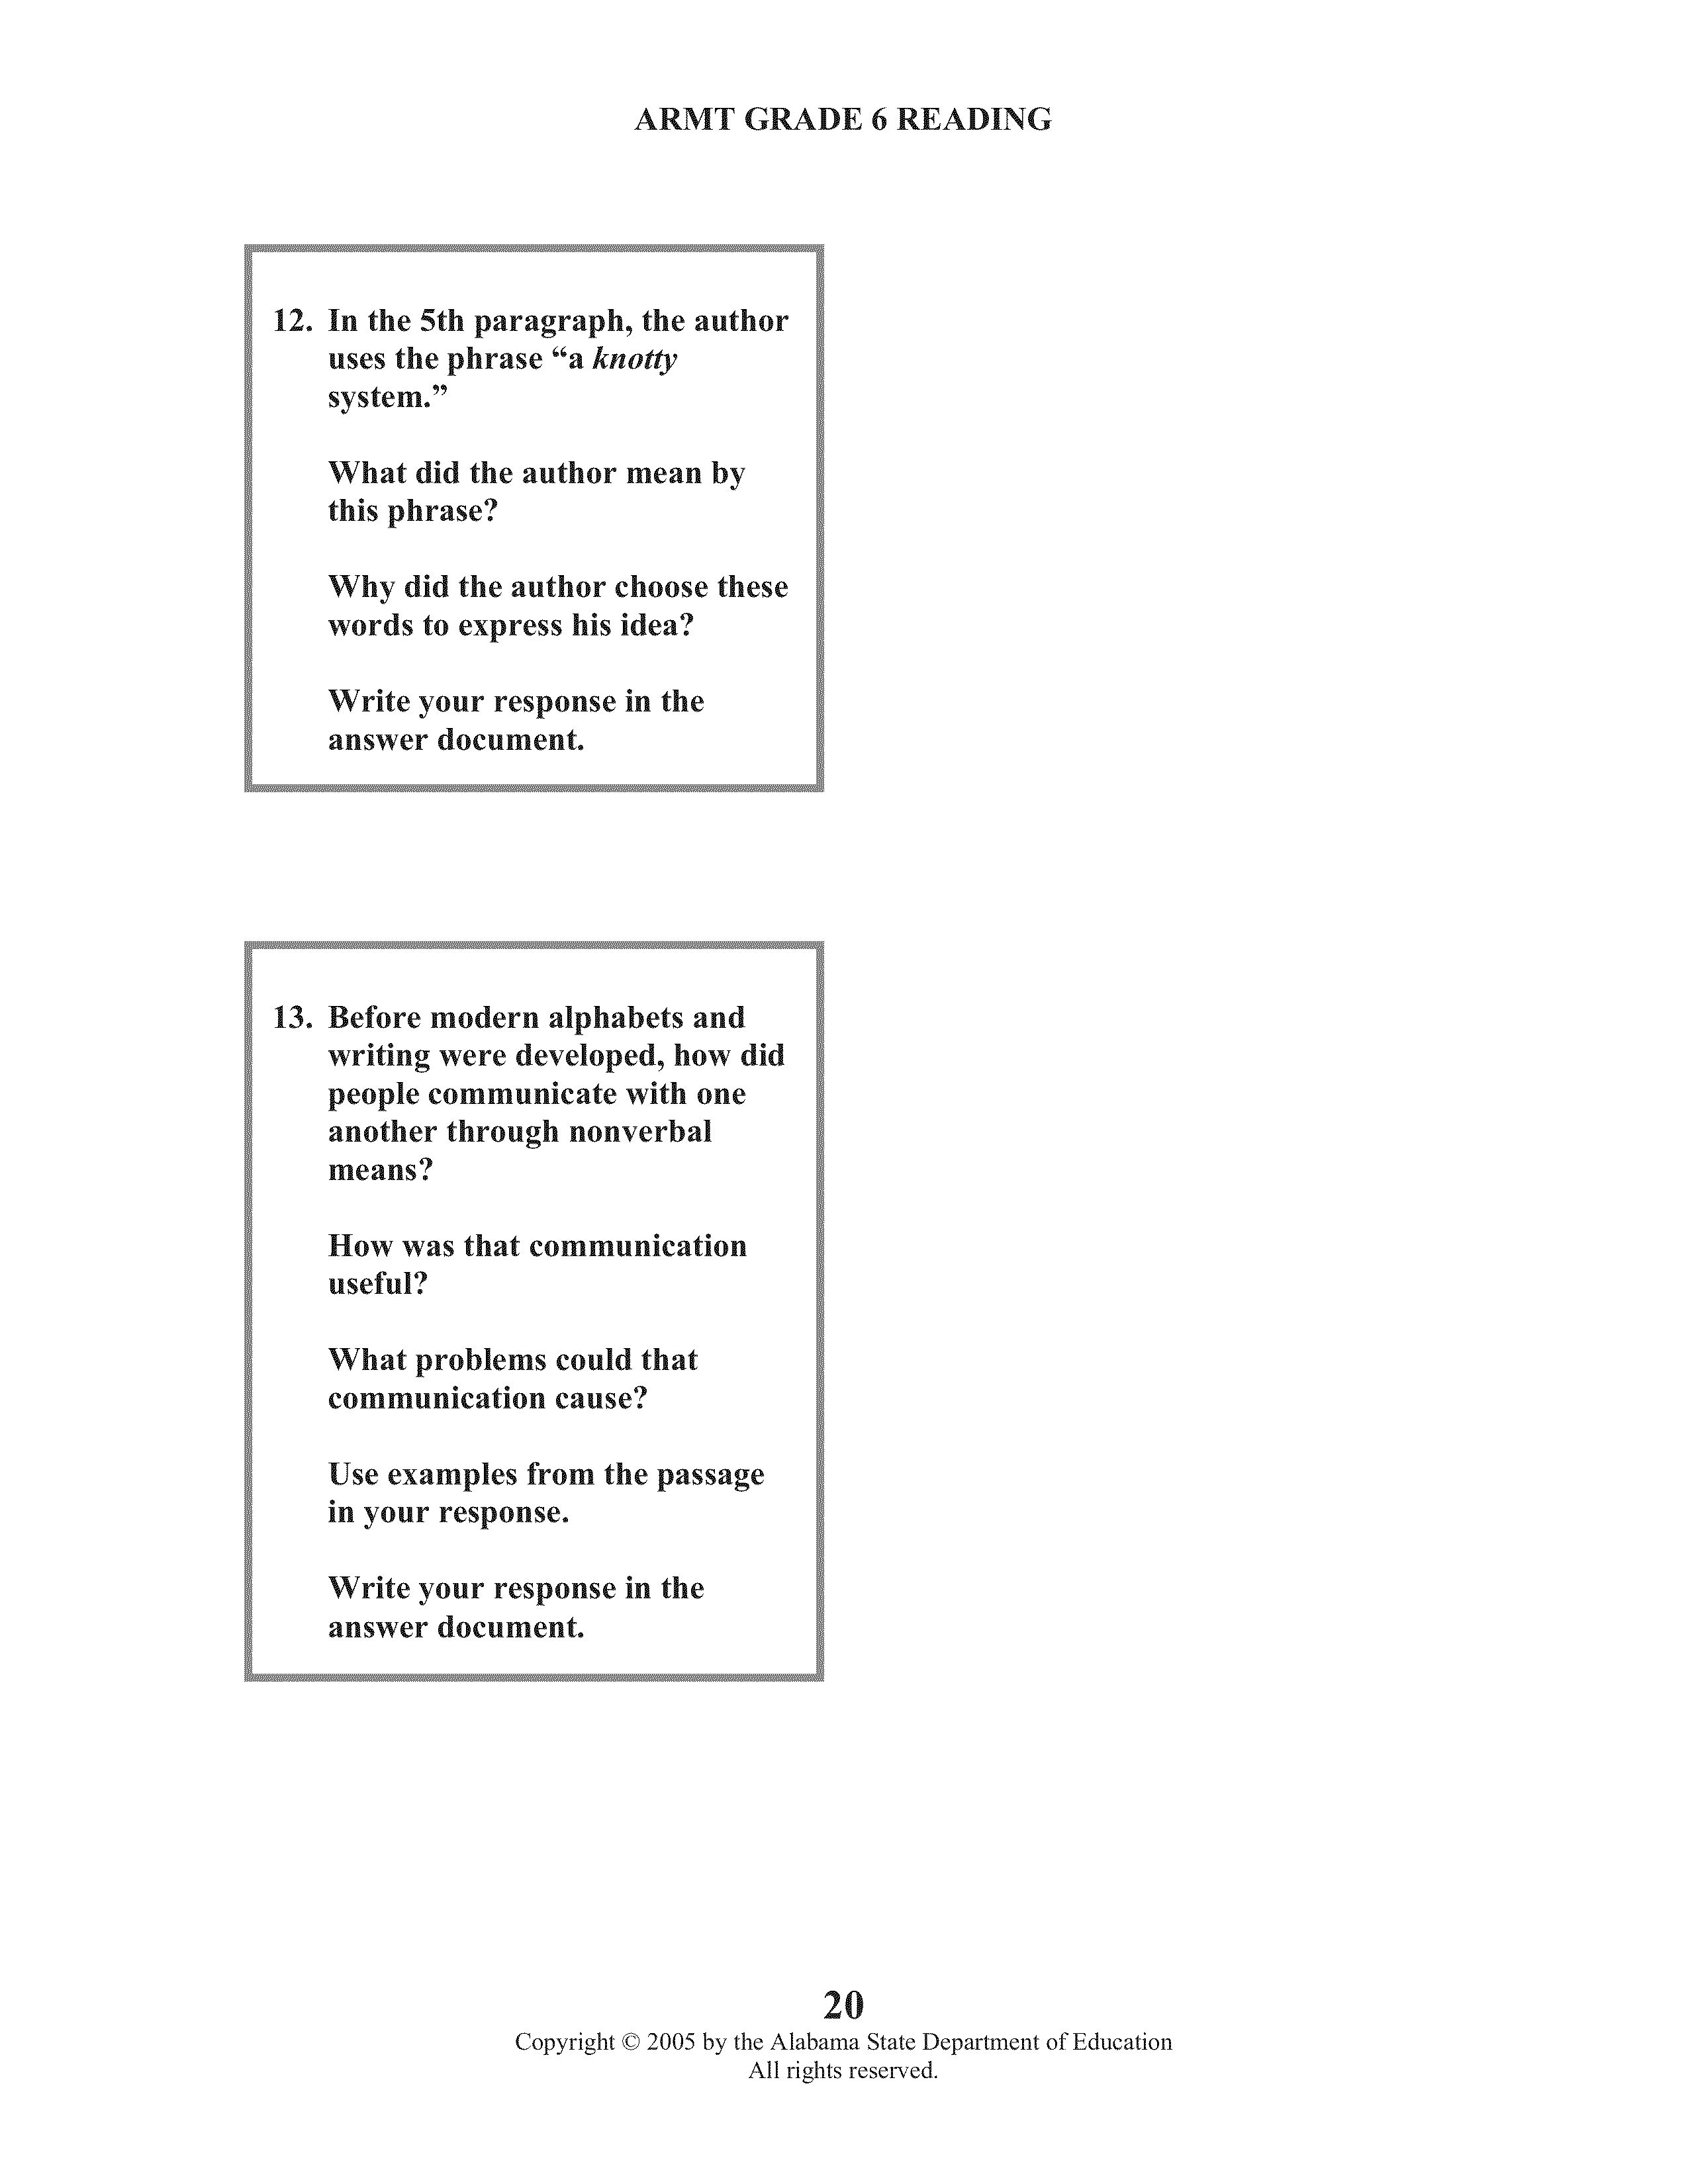 ARMT GRADE 6 READING
12. In the 5th paragraph, the author
uses the phrase “a knotty
system.”
What did the author mean by
this phrase?
Why did the author choose these
words to express his idea?
Write your response in the
answer document.
13. Before modern alphabets and
writing were developed, how did
people communicate with one
another through nonverbal
means?
How was that communication
useful?
What problems could that
communication cause?
Use examples from the passage
in your response.
Write your response in the
answer document.
20
Copyright © 2005 by the Alabama State Department of Education
All rights reserved.